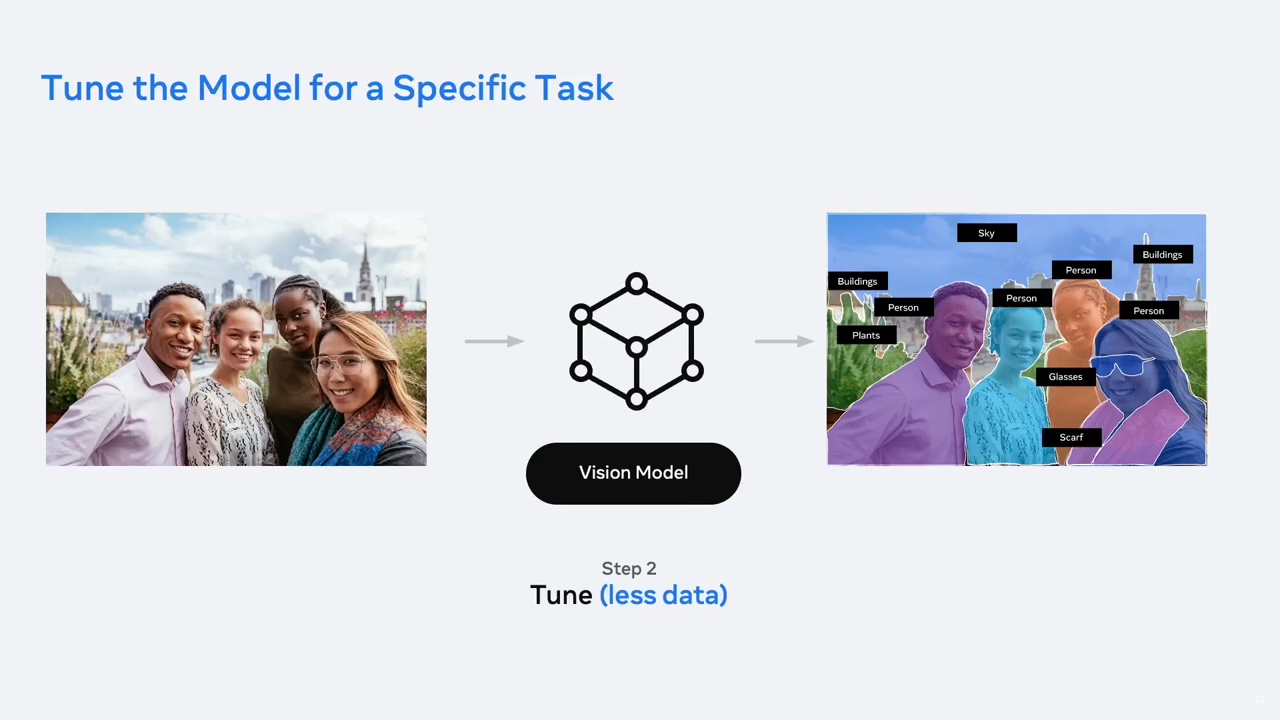 Tune the Model for a Specific Task
Sky
Buildings
Person
Buildings
Person
Person
Person
Plants
Glasses
Scarf
Vision Model
Step 2
Tune (less data)